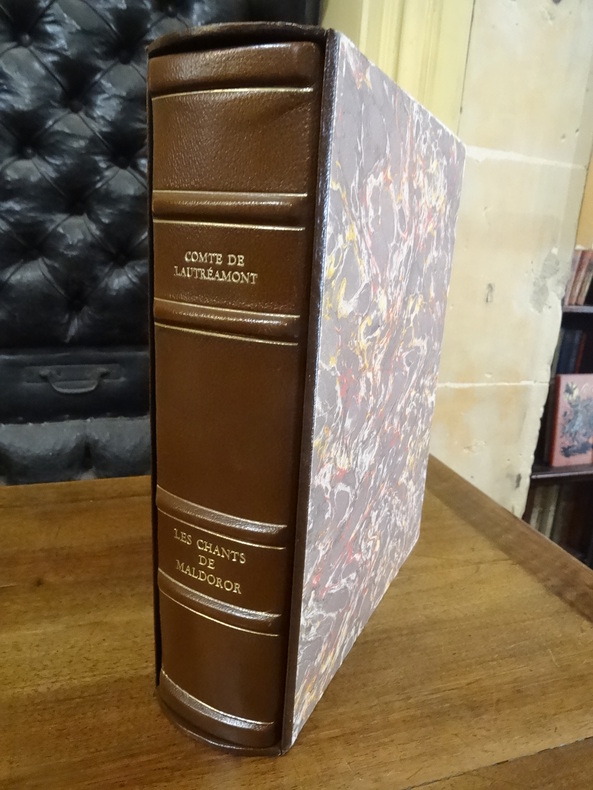 COMTE DE
LAUTRÉAMONT
LES CHANTS
DE
MALDOROR